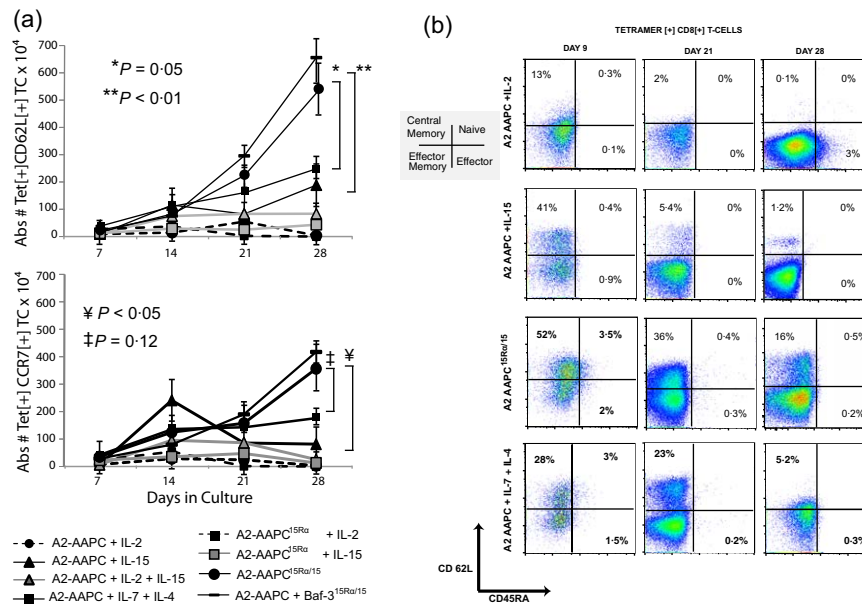 (a)
Abs # Tet[+]CD62L[+] TC x 10⁴
700
600
500
400
300
200
100
0
7
14
21
28
*P = 0·05
**P < 0·01
*
**
Abs # Tet[+] CCR7[+] TC x 10⁴
700
600
500
400
300
200
100
0
7
14
21
28
¥ P < 0·05
‡P = 0·12
‡
¥
Days in Culture
A2-AAPC + IL-2
A2-AAPC + IL-15
A2-AAPC + IL-2 + IL-15
A2-AAPC + IL-7 + IL-4
A2-AAPC¹⁵ᴿᵅ + IL-2
A2-AAPC¹⁵ᴿᵅ + IL-15
A2-AAPC¹⁵ᴿᵅ/¹⁵
A2-AAPC + Baf-3¹⁵ᴿᵅ/¹⁵
(b)
TETRAMER [+] CD8[+] T-CELLS
DAY 9
DAY 21
DAY 28
Central Memory
Naive
Effector Memory
Effector
A2 AAPC +IL-2
13%
0·3%
0·1%
2%
0%
0%
0·1%
0%
3%
A2 AAPC +IL-15
41%
0·4%
0·9%
5·4%
0%
0%
1·2%
0%
0%
A2 AAPC¹⁵ᴿᵅ/¹⁵
52%
3·5%
2%
36%
0·4%
0·3%
16%
0·5%
0·2%
A2 AAPC + IL-7 + IL-4
28%
3%
1·5%
23%
0·2%
5·2%
0·3%
CD 62L
CD45RA